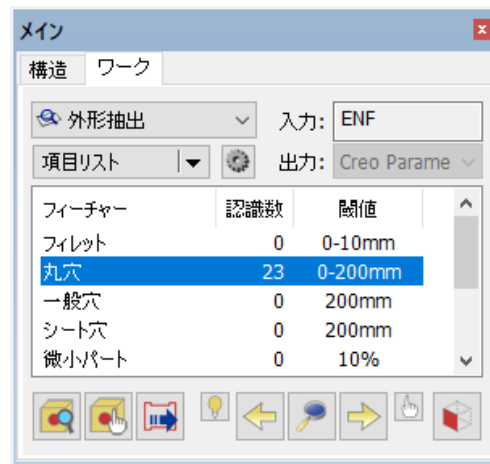 メイン
構造 ワーク
外形抽出 入力: ENF
項目リスト 出力: Creo Parame
フィーチャー 認識数 閾値
フィレット 0 0-10mm
丸穴 23 0-200mm
一般穴 0 200mm
シート穴 0 200mm
微小パート 0 10%